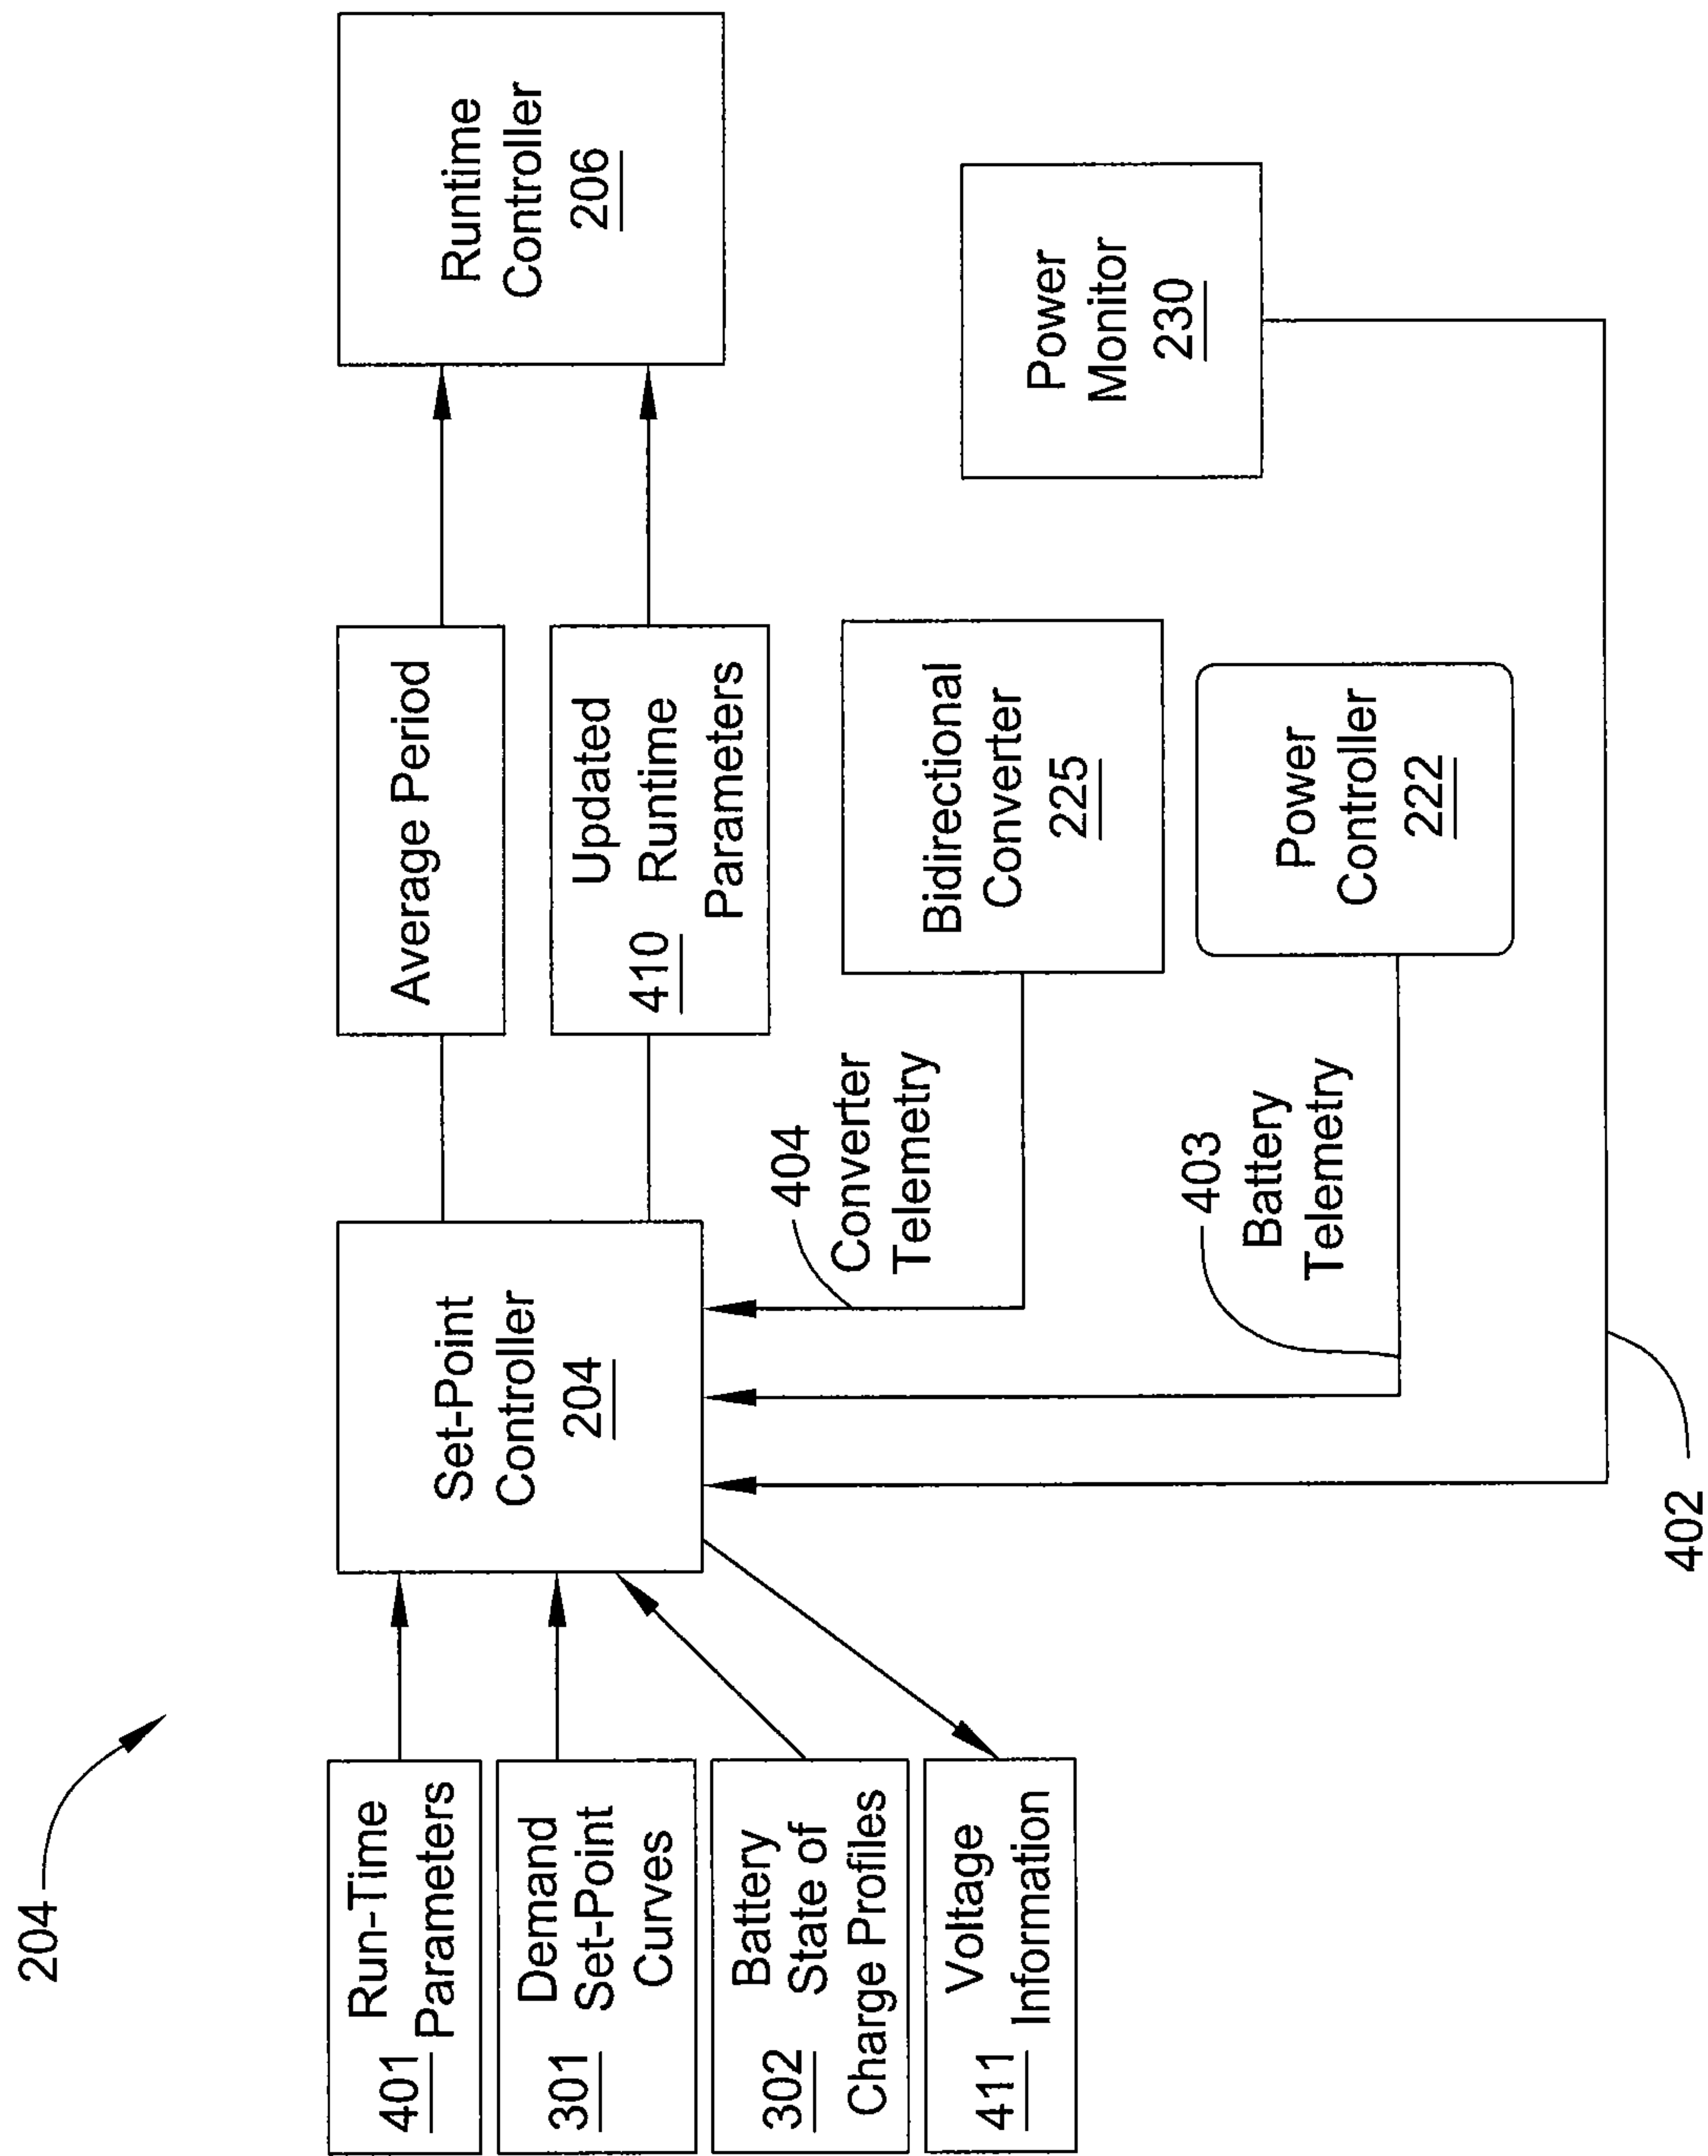 204
401
Run-Time
Parameters
301
Demand
Set-Point
Curves
302
Battery
State of
Charge Profiles
411
Voltage
Information
Set-Point
Controller
204
Average Period
410
Updated
Runtime
Parameters
Runtime
Controller
206
404
Converter
Telemetry
Bidirectional
Converter
225
403
Battery
Telemetry
Power
Controller
222
Power
Monitor
230
402